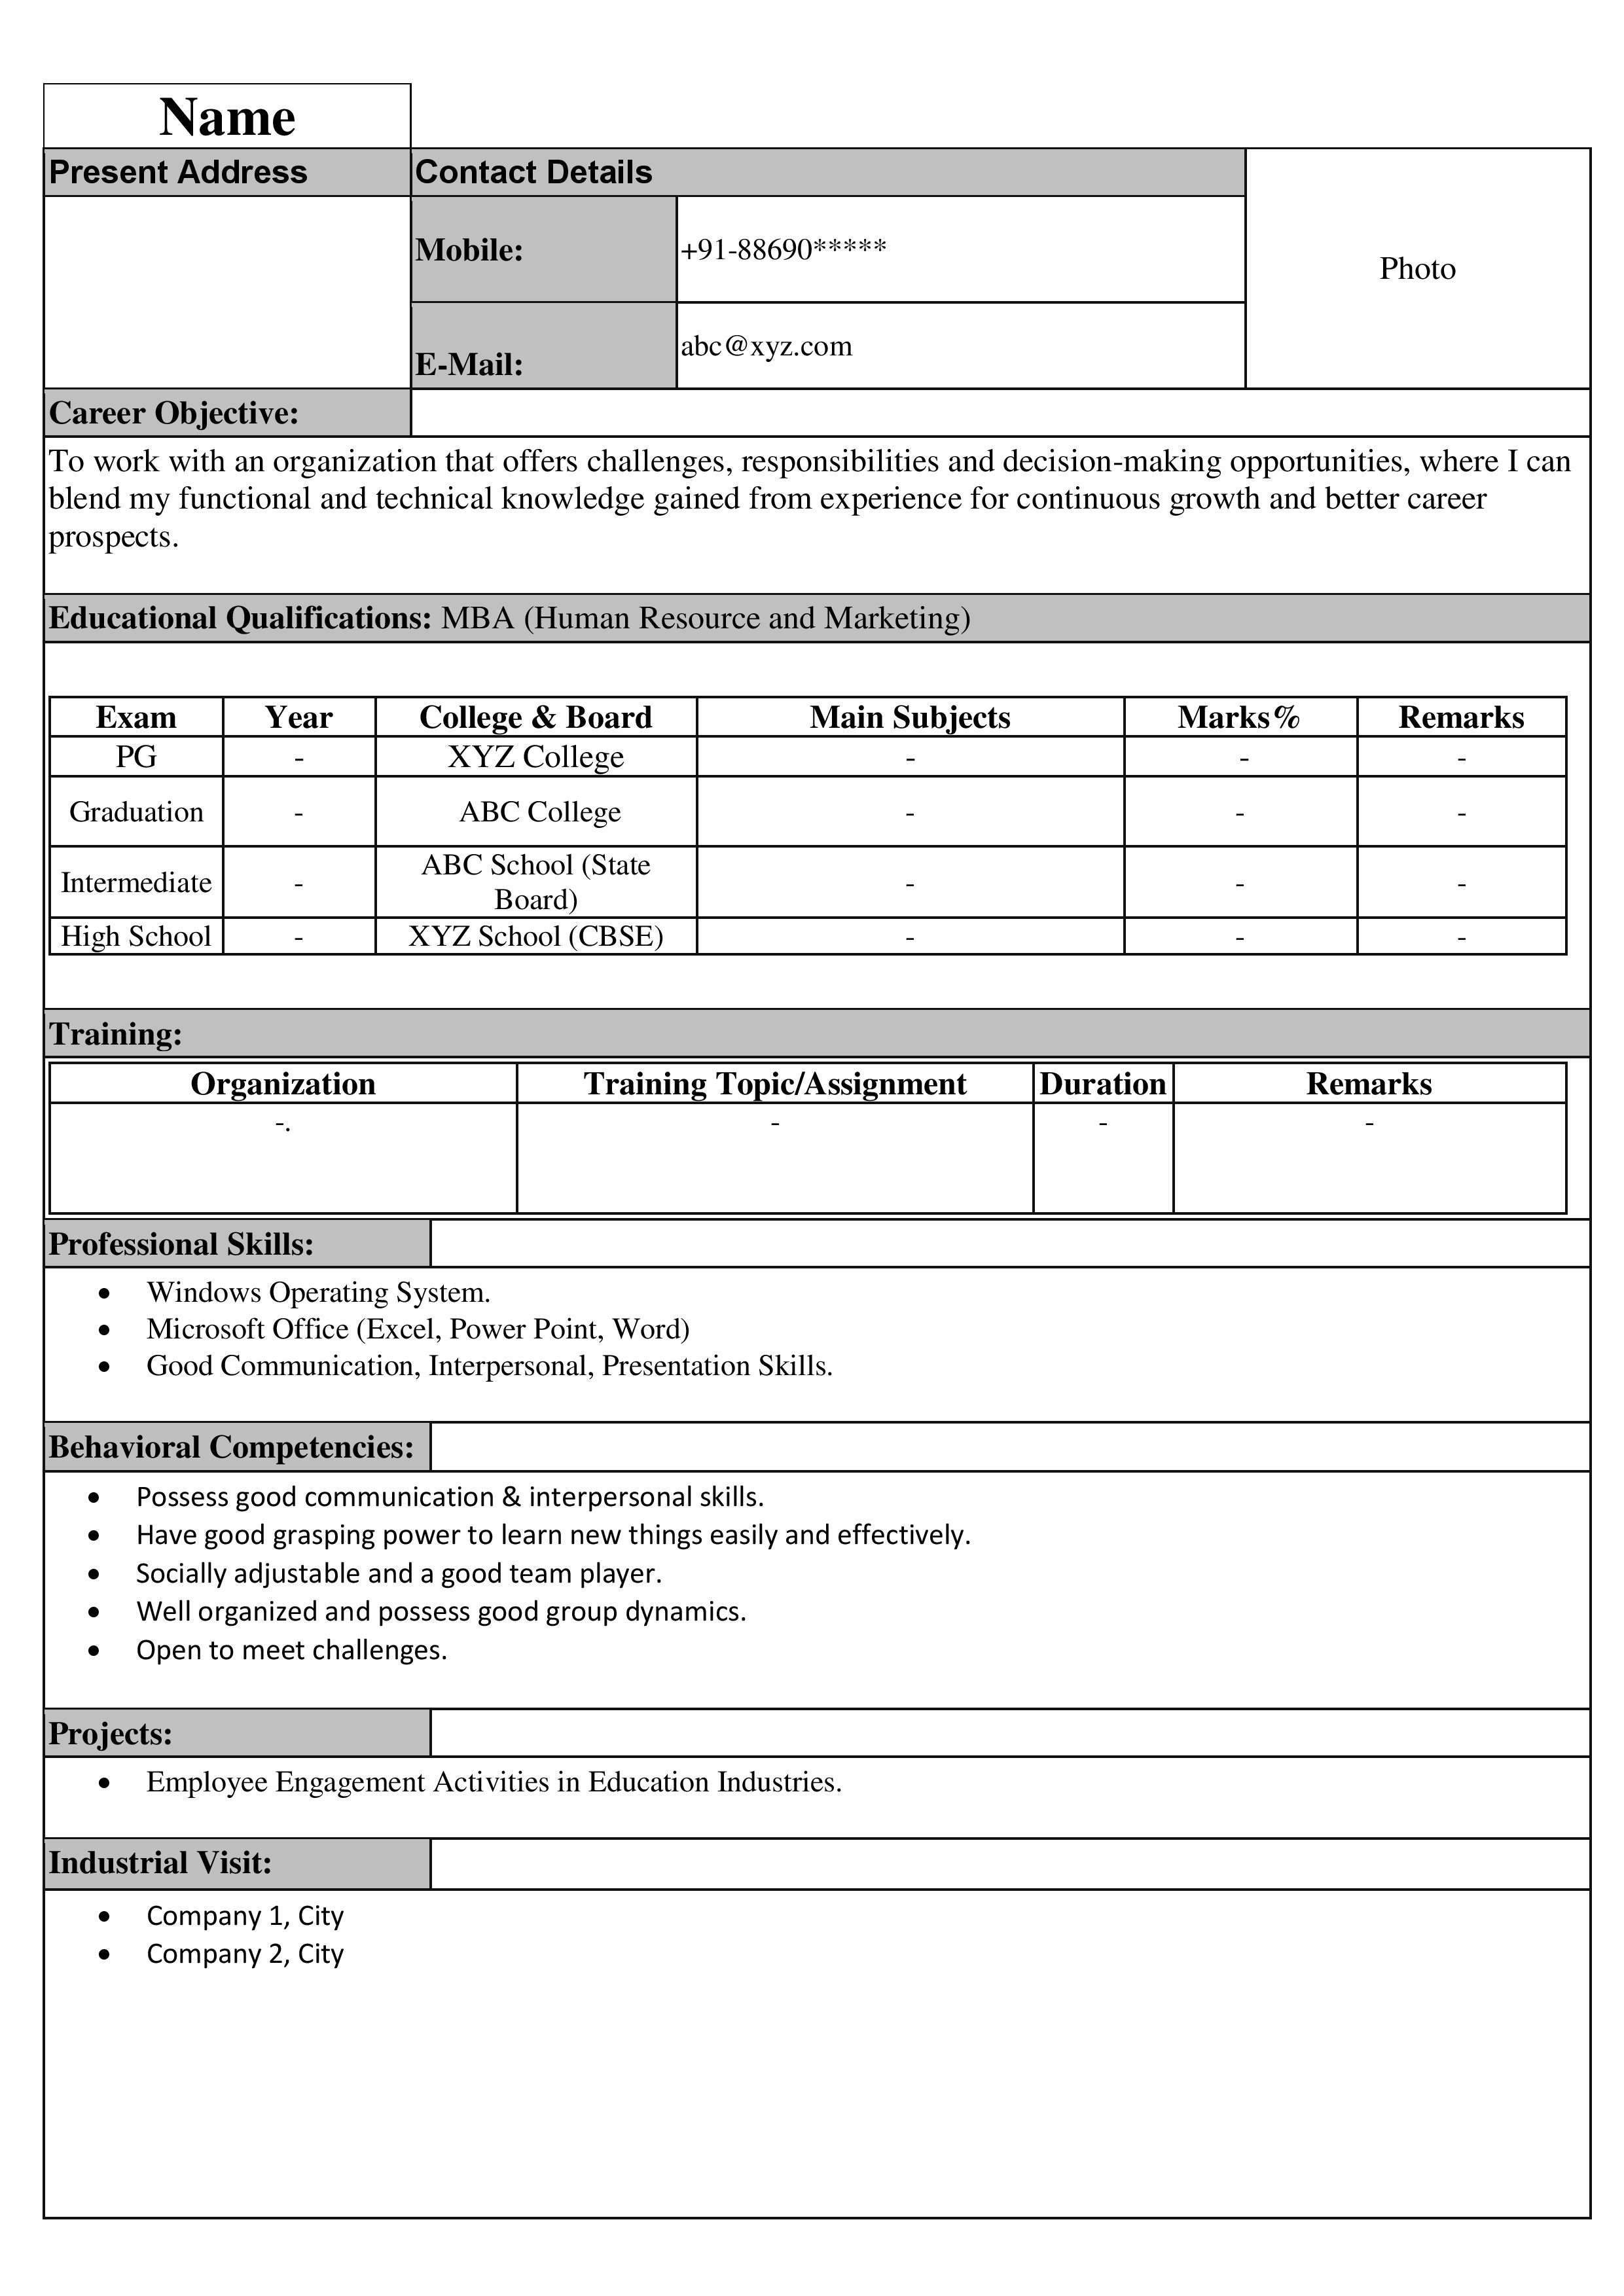 Name
Present Address
Contact Details
Mobile:
+91-88690*****
Photo
E-Mail:
abc@xyz.com
Career Objective:
To work with an organization that offers challenges, responsibilities and decision-making opportunities, where I can
blend my functional and technical knowledge gained from experience for continuous growth and better career
prospects.
Educational Qualifications: MBA (Human Resource and Marketing)
Exam Year College & Board Main Subjects Marks% Remarks
PG - XYZ College - - -
Graduation - ABC College - - -
Intermediate - ABC School (State
Board) - - -
High School - XYZ School (CBSE) - - -
Training:
Organization Training Topic/Assignment Duration Remarks
-. - - -
Professional Skills:
• Windows Operating System.
• Microsoft Office (Excel, Power Point, Word)
• Good Communication, Interpersonal, Presentation Skills.
Behavioral Competencies:
• Possess good communication & interpersonal skills.
• Have good grasping power to learn new things easily and effectively.
• Socially adjustable and a good team player.
• Well organized and possess good group dynamics.
• Open to meet challenges.
Projects:
• Employee Engagement Activities in Education Industries.
Industrial Visit:
• Company 1, City
• Company 2, City